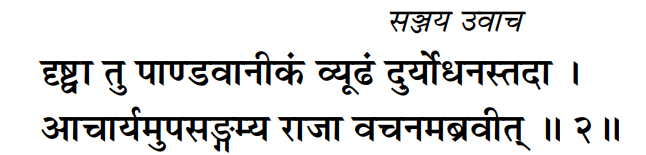 सञ्जय उवाच
दृष्ट्वा तु पाण्डवानीकं व्यूढं दुर्योधनस्तदा ।
आचार्यमुपसङ्गम्य राजा वचनमब्रवीत् ॥ २॥